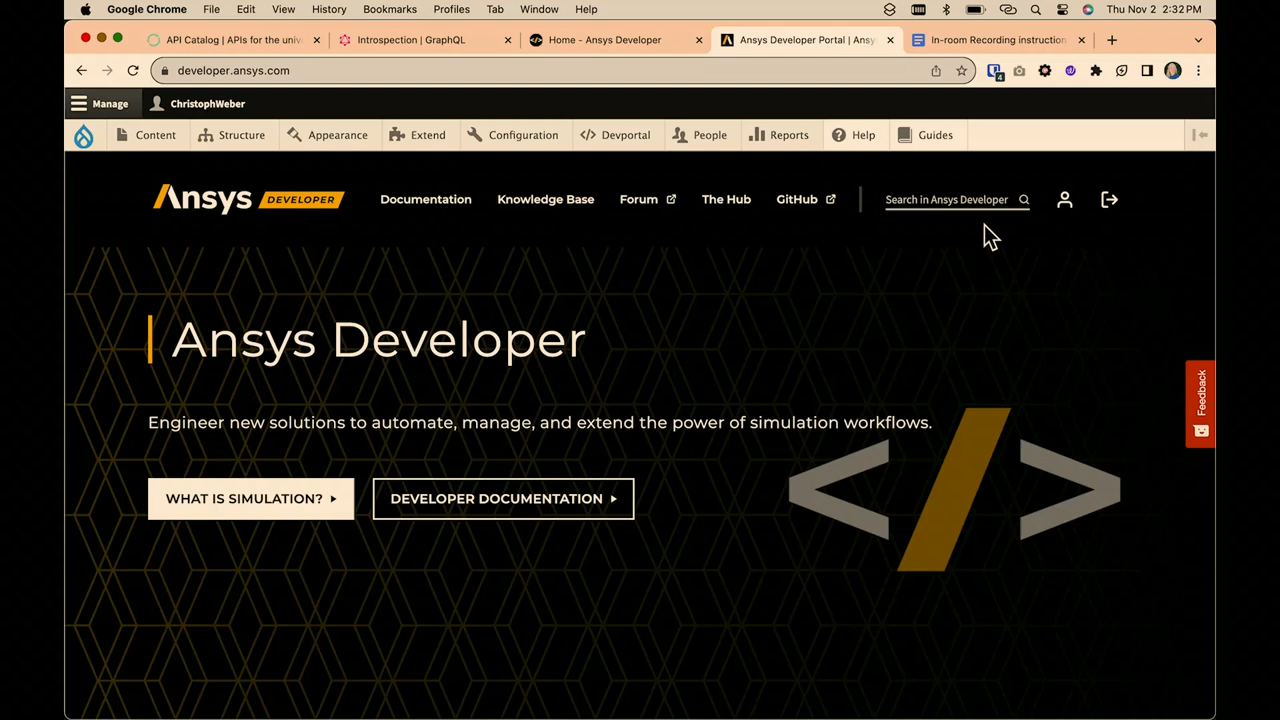 Google Chrome File Edit View History Bookmarks Profiles Tab Window Help Thu Nov 2 2:32 PM
API Catalog | APIs for the univ Introspection | GraphQL Home - Ansys Developer Ansys Developer Portal | Ansy In-room Recording instruction
developer.ansys.com 4
Manage ChristophWeber
Content Structure Appearance Extend Configuration Devportal People Reports Help Guides
Ansys DEVELOPER Documentation Knowledge Base Forum The Hub GitHub Search in Ansys Developer
Ansys Developer
Feedback
Engineer new solutions to automate, manage, and extend the power of simulation workflows.
</>
WHAT IS SIMULATION? DEVELOPER DOCUMENTATION